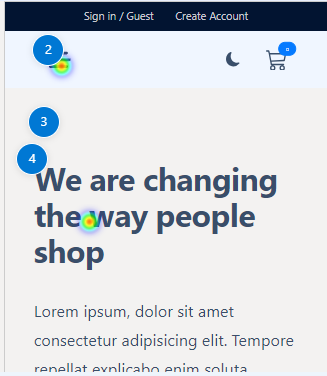 Sign in / Guest Create Account
2
0
3
4
We are changing
the way people
shop
Lorem ipsum, dolor sit amet
consectetur adipisicing elit. Tempore
repellat explicabo enim soluta